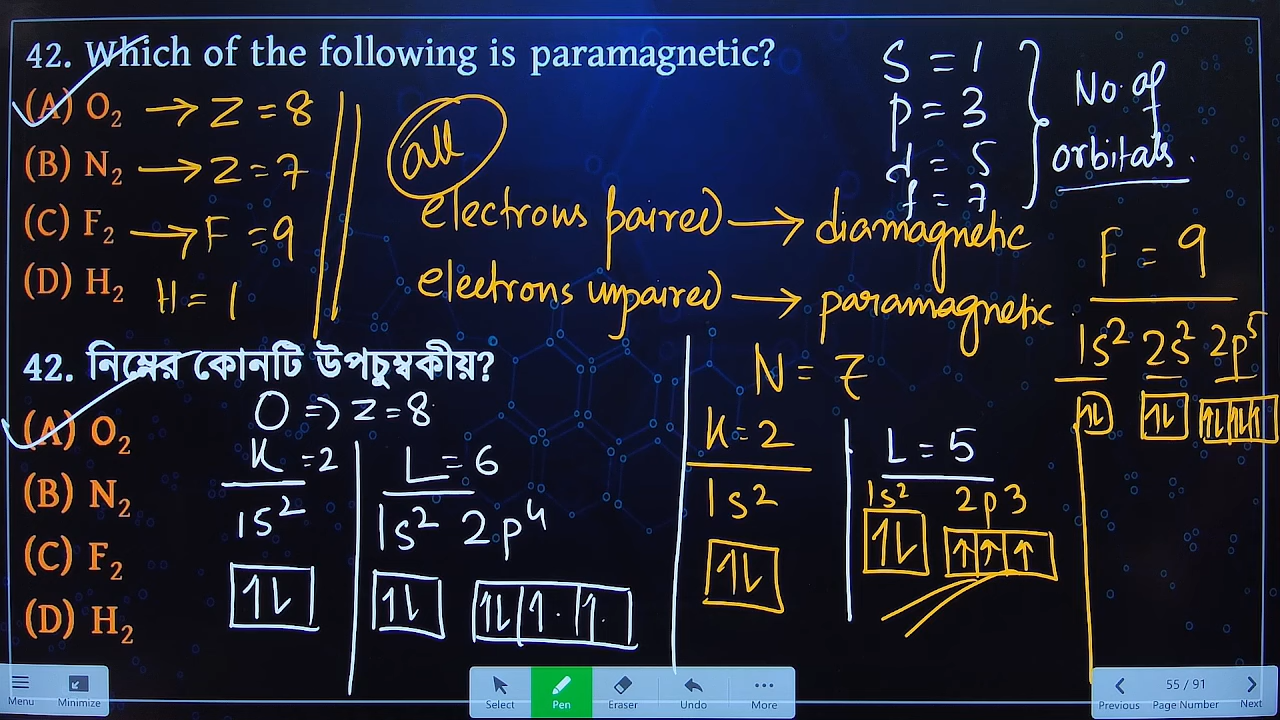 42. Which of the following is paramagnetic?
(A) O2 → Z = 8
(B) N2 → Z = 7
(C) F2 → F = 9
(D) H2 H = 1
all
electrons paired → diamagnetic
electrons unpaired → paramagnetic
S = 1
p = 3
d = 5
f = 7
No. of
orbitals.
F = 9
1s2 2s2 2p5
42. নিম্নের কোনটি উপচুম্বকীয়?
(A) O2
(B) N2
(C) F2
(D) H2
O => Z = 8
K = 2
1s2
L = 6
1s2 2p4
N = 7
K = 2
1s2
L = 5
1s2 2p3
Menu
Minimize
Select
Pen
Eraser
Undo
More
55 / 91
Previous Page Number Next